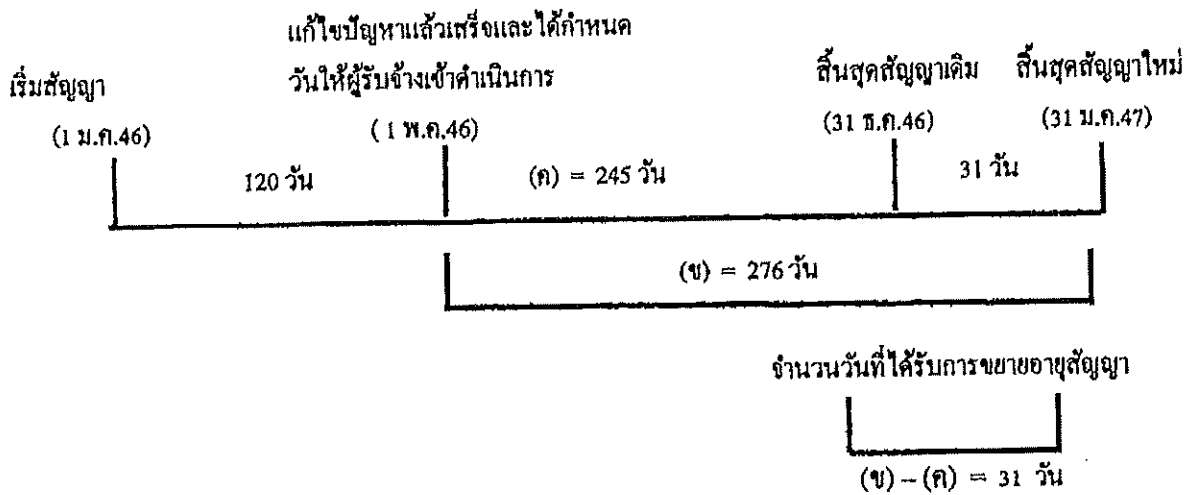 แก้ไขปัญหาแล้วเสร็จและได้กำหนด
วันให้ผู้รับจ้างเข้าดำเนินการ
เริ่มสัญญา
สิ้นสุดสัญญาเดิม
สิ้นสุดสัญญาใหม่
(1 ม.ค.46)
( 1 พ.ค.46)
(31 ธ.ค.46)
(31 ม.ค.47)
120 วัน
(ค) = 245 วัน
31 วัน
(ข) = 276 วัน
จำนวนวันที่ได้รับการขยายอายุสัญญา
(ข) – (ค) = 31 วัน